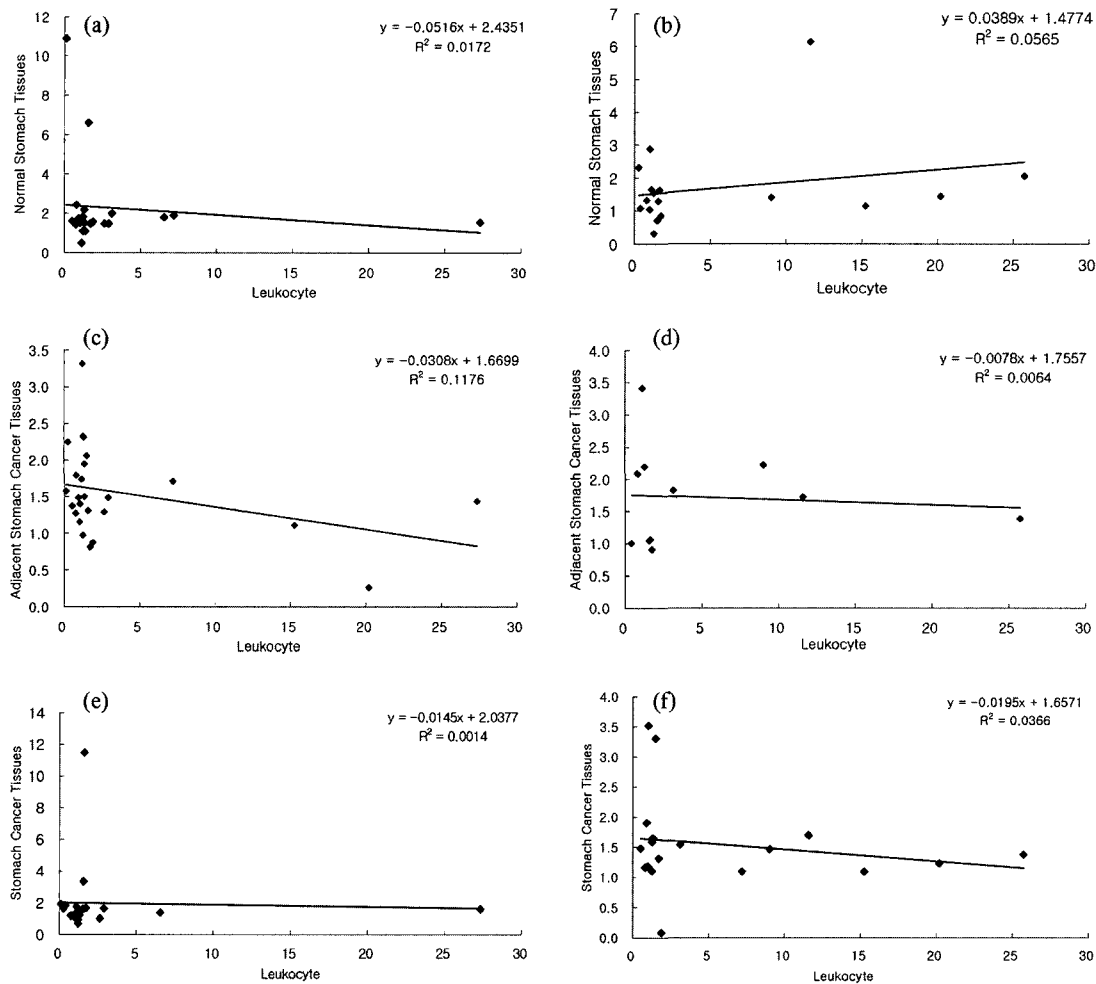 (a)
y = −0.0516x + 2.4351
R² = 0.0172
12
10
8
6
4
2
0
Normal Stomach Tissues
0 5 10 15 20 25 30
Leukocyte
(b)
y = 0.0389x + 1.4774
R² = 0.0565
7
6
5
4
3
2
1
0
Normal Stomach Tissues
0 5 10 15 20 25 30
Leukocyte
(c)
y = −0.0308x + 1.6699
R² = 0.1176
3.5
3.0
2.5
2.0
1.5
1.0
0.5
0.0
Adjacent Stomach Cancer Tissues
0 5 10 15 20 25 30
Leukocyte
(d)
y = −0.0078x + 1.7557
R² = 0.0064
4.0
3.5
3.0
2.5
2.0
1.5
1.0
0.5
0.0
Adjacent Stomach Cancer Tissues
0 5 10 15 20 25 30
Leukocyte
(e)
y = −0.0145x + 2.0377
R² = 0.0014
14
12
10
8
6
4
2
0
Stomach Cancer Tissues
0 5 10 15 20 25 30
Leukocyte
(f)
y = −0.0195x + 1.6571
R² = 0.0366
4.0
3.5
3.0
2.5
2.0
1.5
1.0
0.5
0.0
Stomach Cancer Tissues
0 5 10 15 20 25 30
Leukocyte